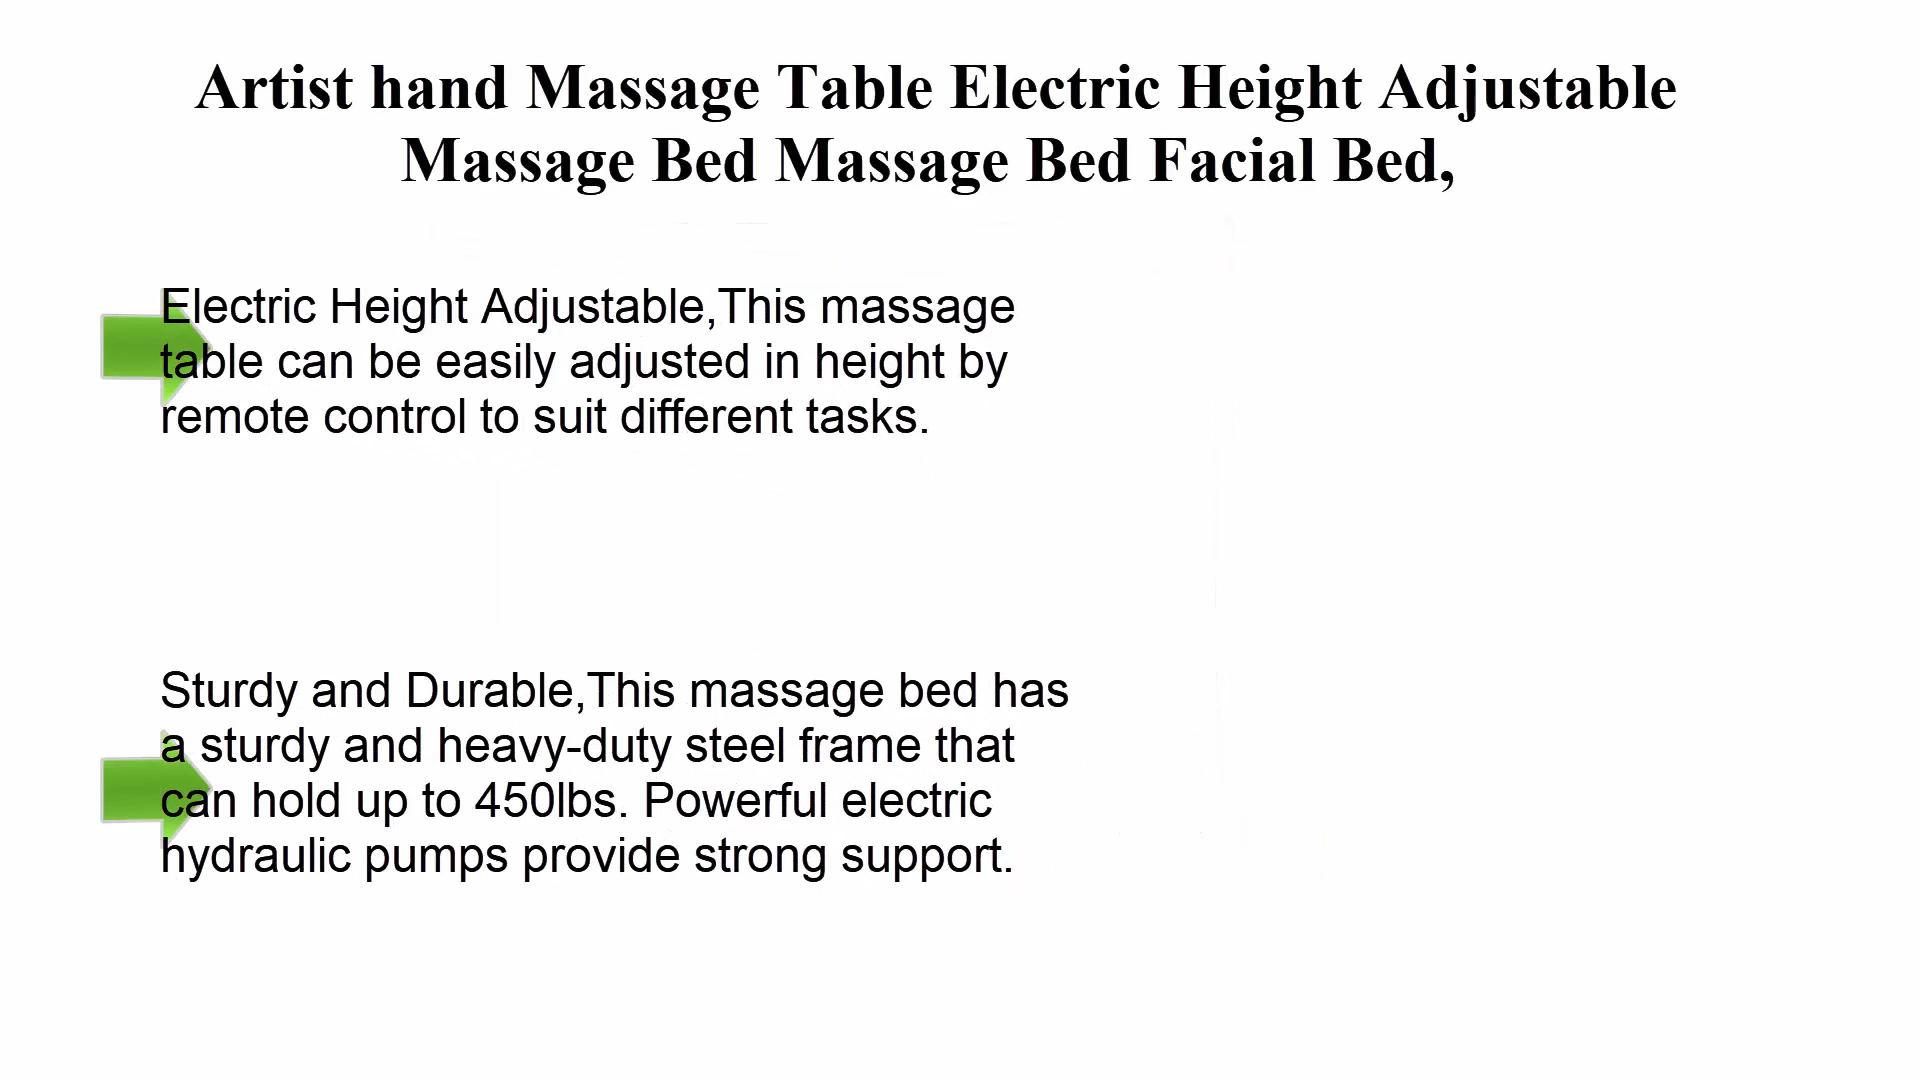 Artist hand Massage Table Electric Height Adjustable
Massage Bed Massage Bed Facial Bed,
Electric Height Adjustable,This massage
table can be easily adjusted in height by
remote control to suit different tasks.
Sturdy and Durable,This massage bed has
a sturdy and heavy-duty steel frame that
can hold up to 450lbs. Powerful electric
hydraulic pumps provide strong support.